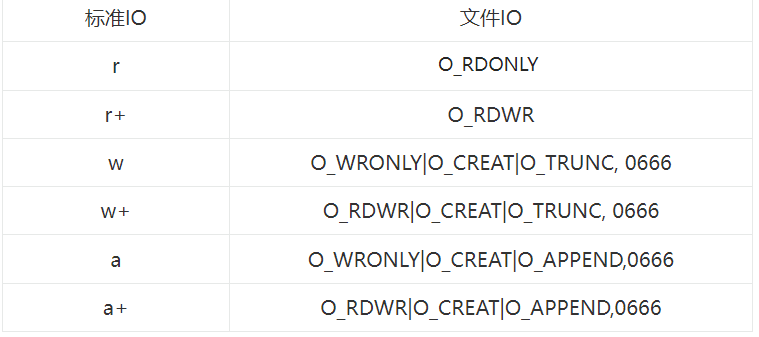 标准IO 文件IO
r O_RDONLY
r+ O_RDWR
w O_WRONLY|O_CREAT|O_TRUNC, 0666
w+ O_RDWR|O_CREAT|O_TRUNC, 0666
a O_WRONLY|O_CREAT|O_APPEND,0666
a+ O_RDWR|O_CREAT|O_APPEND,0666